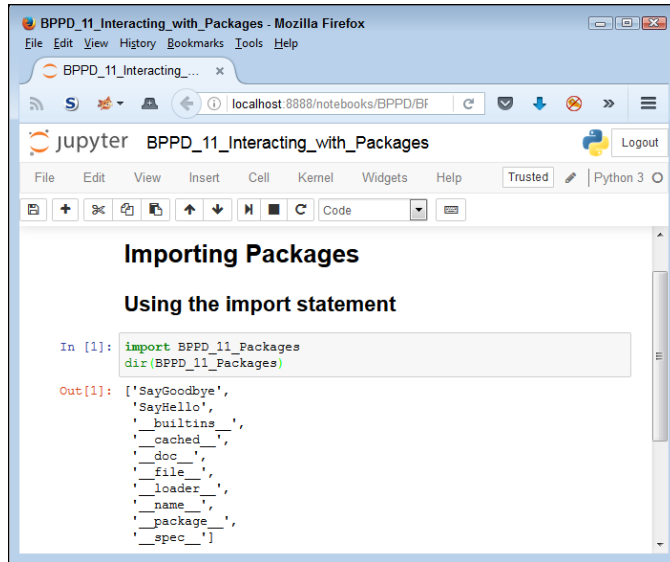 BPPD_11_Interacting_with_Packages - Mozilla Firefox
File Edit View History Bookmarks Tools Help
BPPD_11_Interacting_... ×
localhost:8888/notebooks/BPPD/BF
jupyter BPPD_11_Interacting_with_Packages Logout
File Edit View Insert Cell Kernel Widgets Help Trusted Python 3
Code
Importing Packages
Using the import statement
In [1]: import BPPD_11_Packages
dir(BPPD_11_Packages)
Out[1]: ['SayGoodbye',
'SayHello',
'__builtins__',
'__cached__',
'__doc__',
'__file__',
'__loader__',
'__name__',
'__package__',
'__spec__']